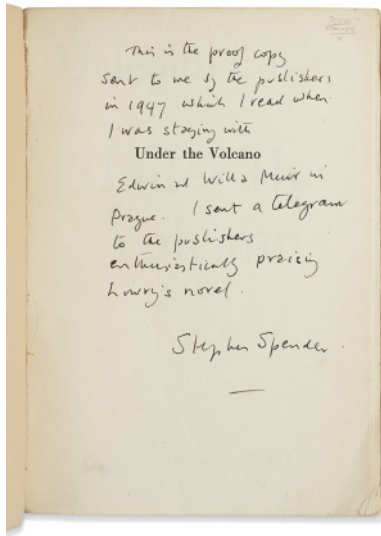 This is the proof copy
sent to me by the publishers
in 1947 which I read when
I was staying with
Under the Volcano
Edwin and Willa Muir in
Prague. I sent a telegram
to the publishers
enthusiastically praising
Lowry's novel.
Stephen Spender.